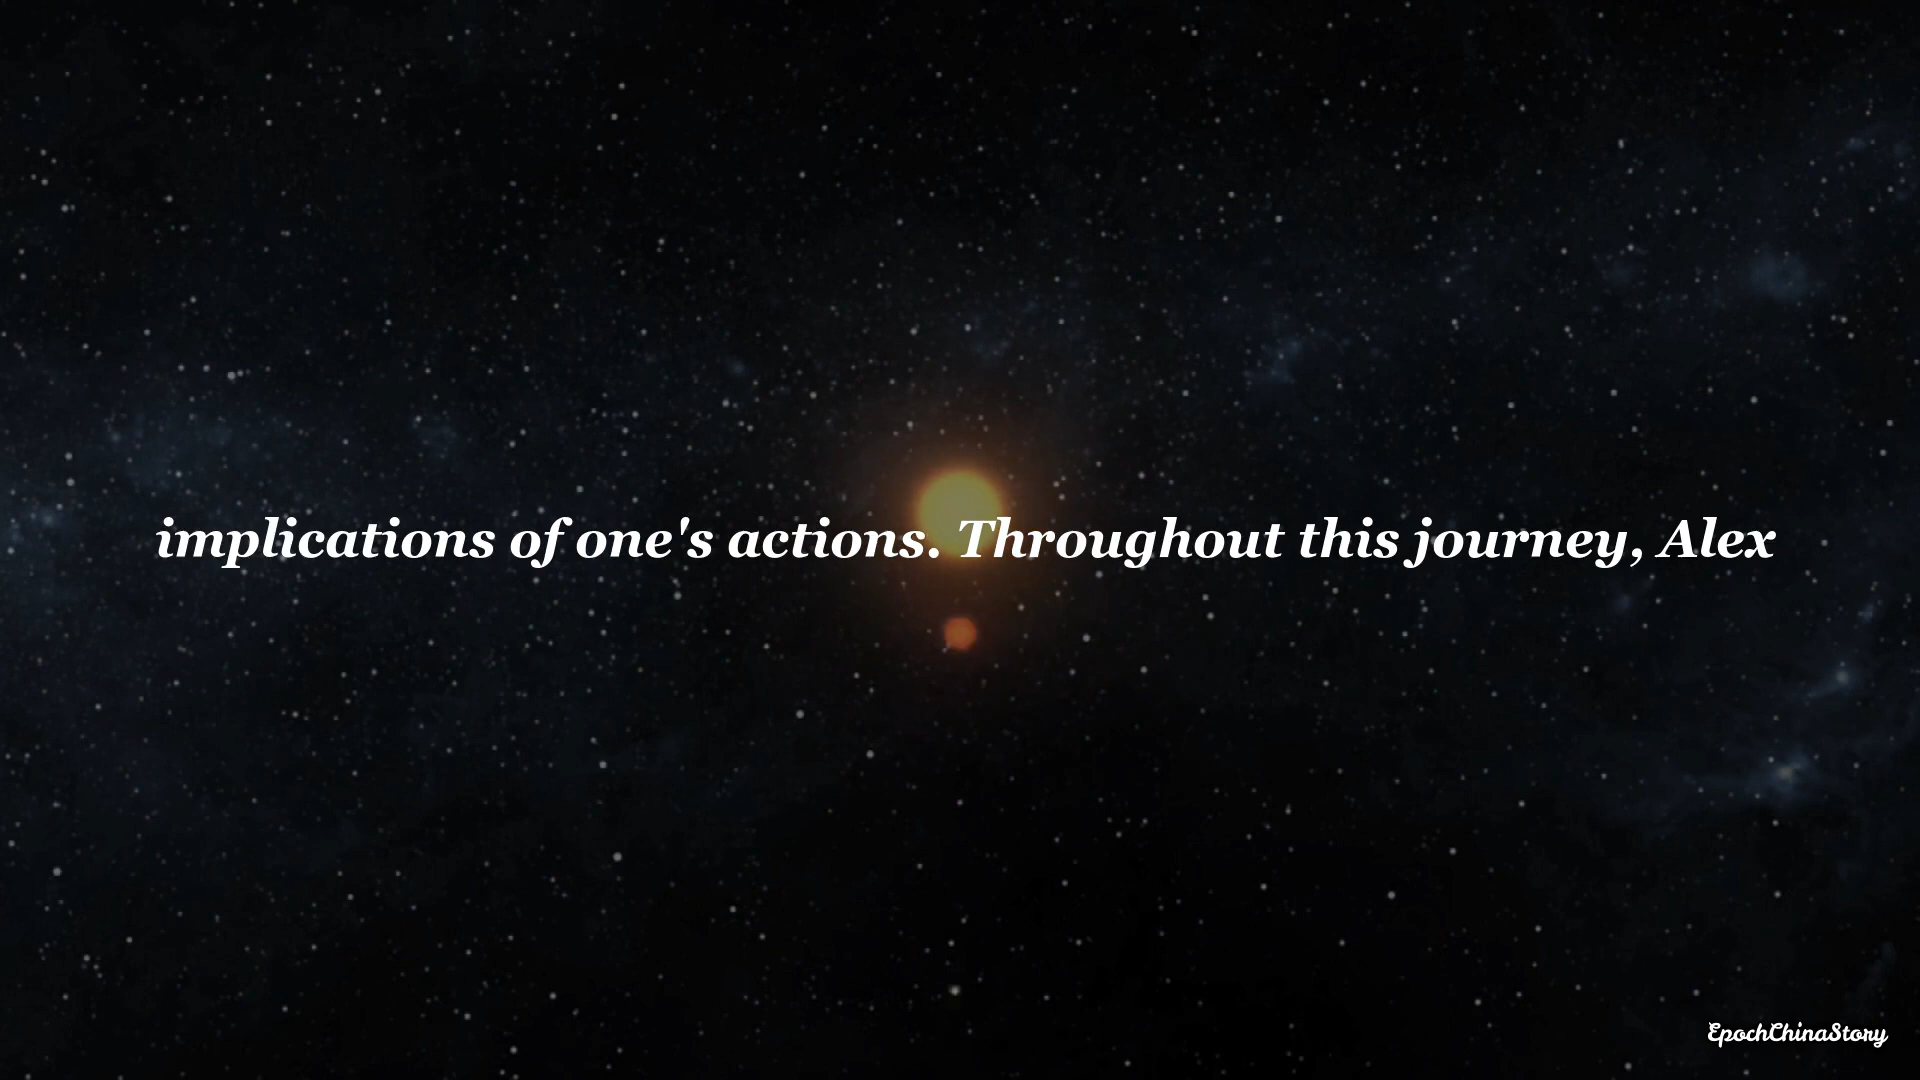 implications of one's actions. Throughout this journey, Alex
EpochChinaStory